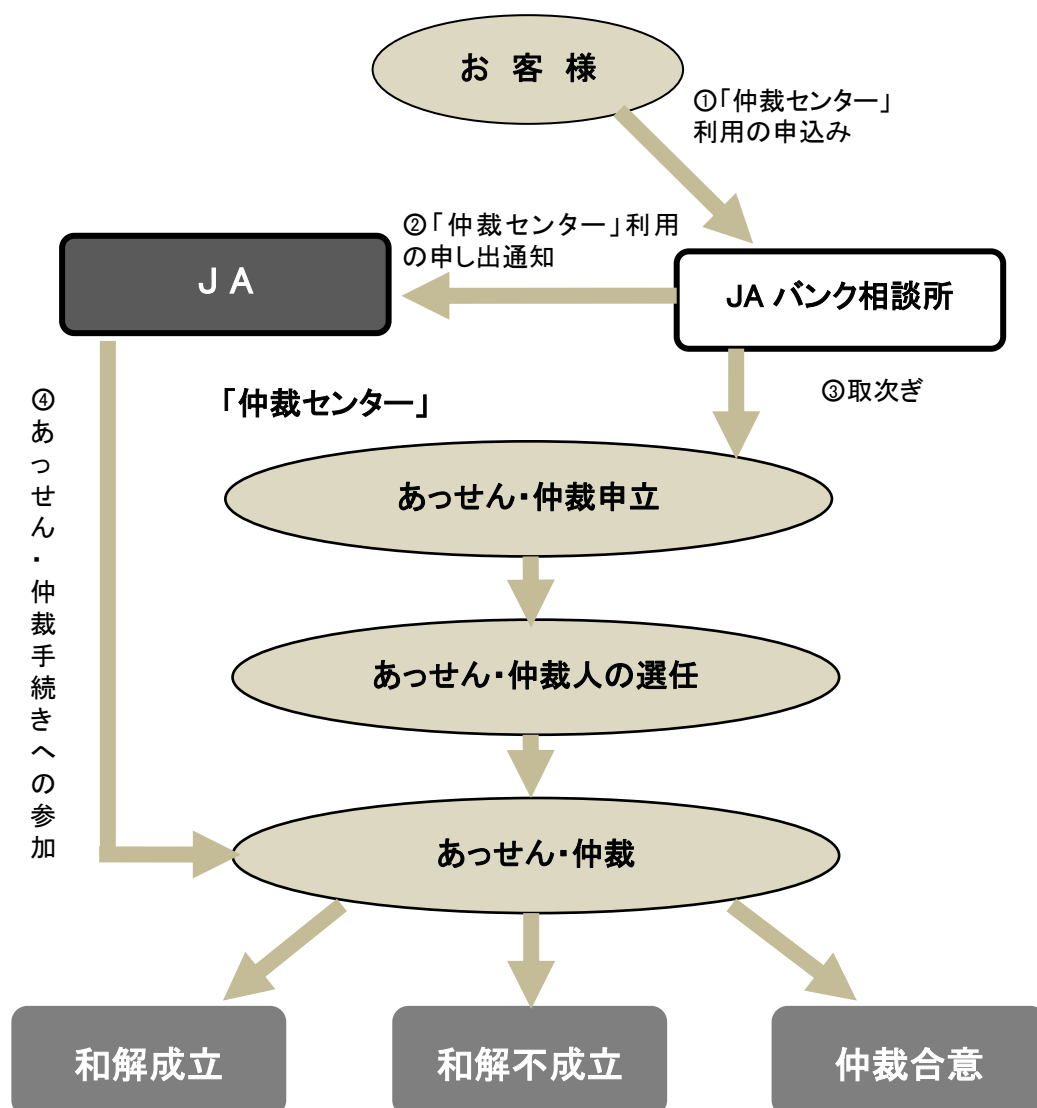 お 客 様
①「仲裁センター」
利用の申込み
②「仲裁センター」利用
の申し出通知
JA
JA バンク相談所
③取次ぎ
「仲裁センター」
④あっせん・仲裁手続きへの参加
あっせん・仲裁申立
あっせん・仲裁人の選任
あっせん・仲裁
和解成立
和解不成立
仲裁合意